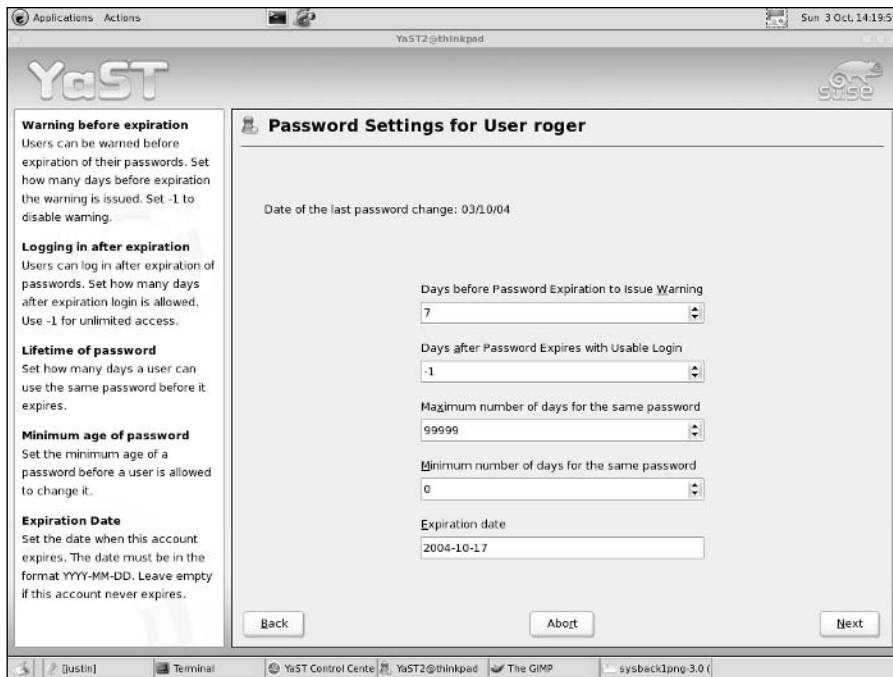 Applications Actions
Sun 3 Oct, 14:19:5
YaST2@thinkpad
YaST
SUSE
Warning before expiration
Users can be warned before
expiration of their passwords. Set
how many days before expiration
the warning is issued. Set -1 to
disable warning.
Logging in after expiration
Users can log in after expiration of
passwords. Set how many days
after expiration login is allowed.
Use -1 for unlimited access.
Lifetime of password
Set how many days a user can
use the same password before it
expires.
Minimum age of password
Set the minimum age of a
password before a user is allowed
to change it.
Expiration Date
Set the date when this account
expires. The date must be in the
format YYYY-MM-DD. Leave empty
if this account never expires.
Password Settings for User roger
Date of the last password change: 03/10/04
Days before Password Expiration to Issue Warning
7
Days after Password Expires with Usable Login
-1
Maximum number of days for the same password
99999
Minimum number of days for the same password
0
Expiration date
2004-10-17
Back
Abort
Next
[justin]
Terminal
YaST Control Cente
YaST2@thinkpad
The GIMP
sysback1png-3.0 (